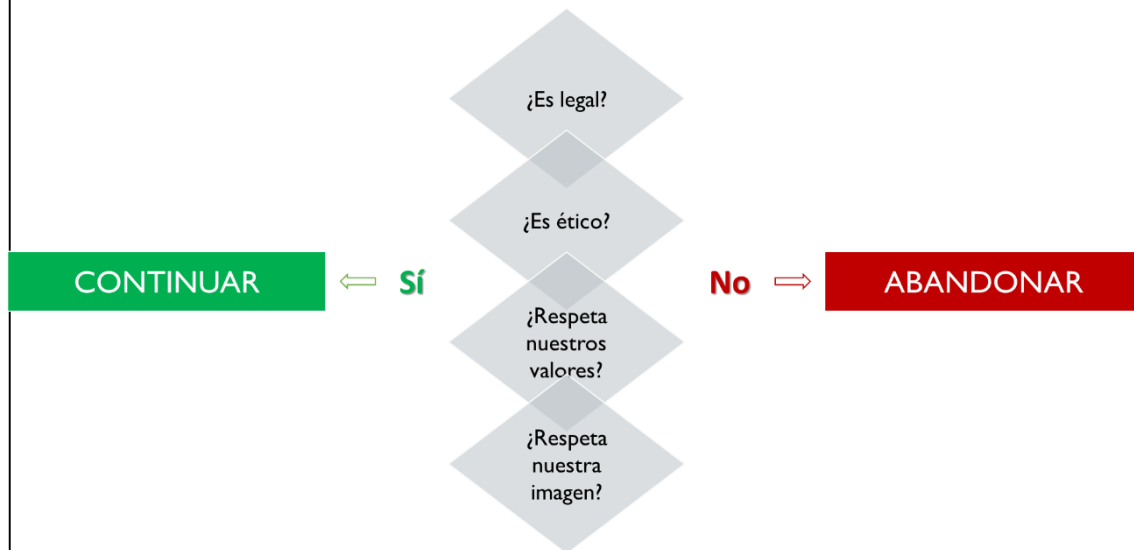 ¿Es legal?
¿Es ético?
CONTINUAR
Sí
No
ABANDONAR
¿Respeta
nuestros
valores?
¿Respeta
nuestra
imagen?